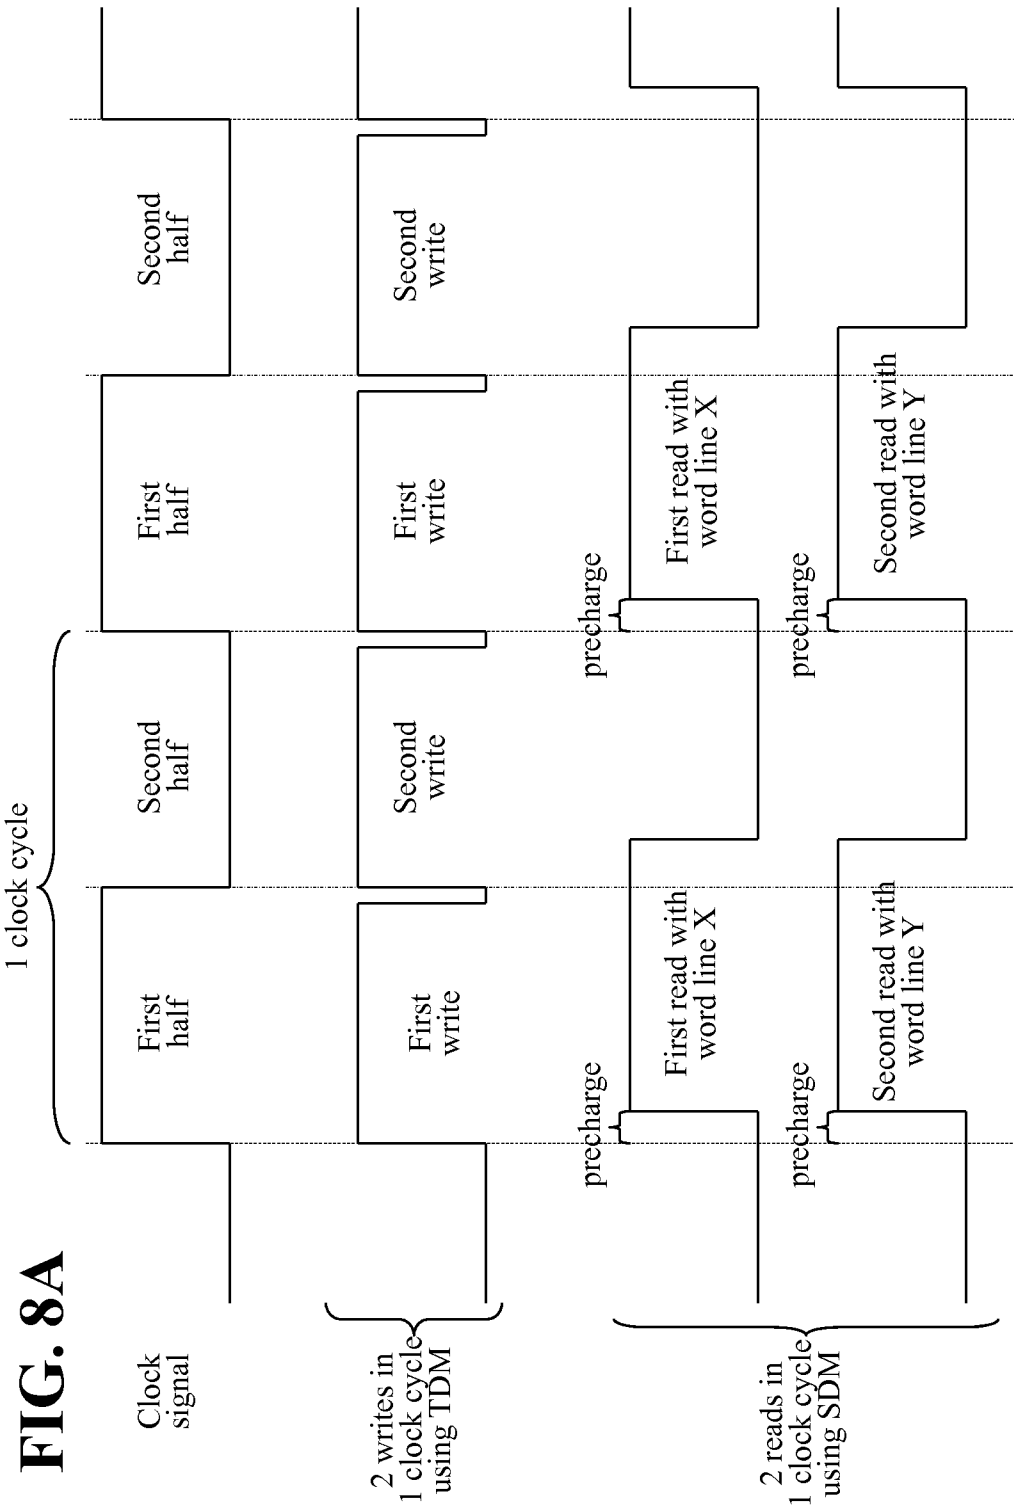 FIG. 8A
1 clock cycle
Clock
signal
First
half
Second
half
First
half
Second
half
2 writes in
1 clock cycle
using TDM
First
write
Second
write
First
write
Second
write
2 reads in
1 clock cycle
using SDM
precharge
First read with
word line X
precharge
First read with
word line X
precharge
Second read with
word line Y
precharge
Second read with
word line Y